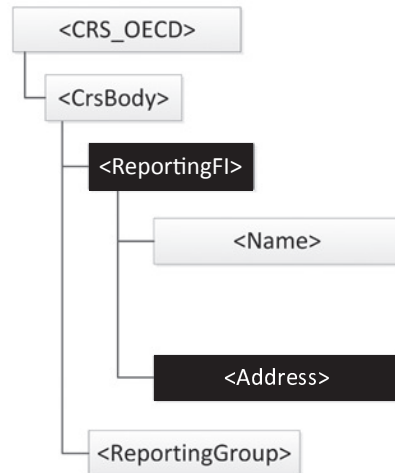 <CRS_OECD>
<CrsBody>
<ReportingFI>
<Name>
<Address>
<ReportingGroup>